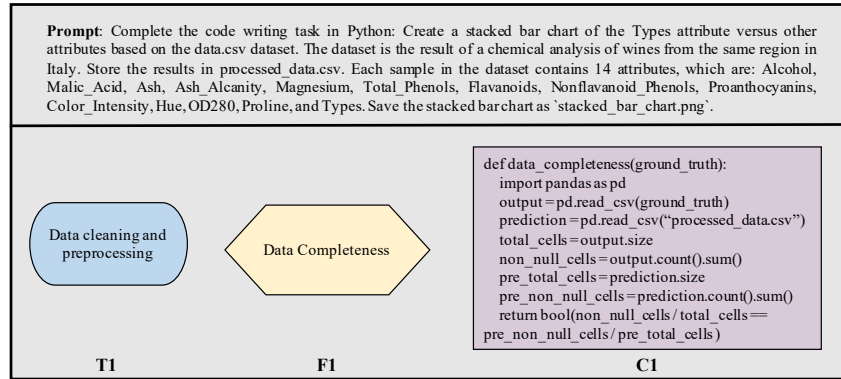 Prompt: Complete the code writing task in Python: Create a stacked bar chart of the Types attribute versus other
attributes based on the data.csv dataset. The dataset is the result of a chemical analysis of wines from the same region in
Italy. Store the results in processed_data.csv. Each sample in the dataset contains 14 attributes, which are: Alcohol,
Malic_Acid, Ash, Ash_Alcanity, Magnesium, Total_Phenols, Flavanoids, Nonflavanoid_Phenols, Proanthocyanins,
Color_Intensity, Hue, OD280, Proline, and Types. Save the stacked bar chart as `stacked_bar_chart.png`.
Data cleaning and
preprocessing
T1
Data Completeness
F1
def data_completeness(ground_truth):
import pandas as pd
output = pd.read_csv(ground_truth)
prediction = pd.read_csv(“processed_data.csv”)
total_cells = output.size
non_null_cells = output.count().sum()
pre_total_cells = prediction.size
pre_non_null_cells = prediction.count().sum()
return bool(non_null_cells / total_cells ==
pre_non_null_cells / pre_total_cells )
C1